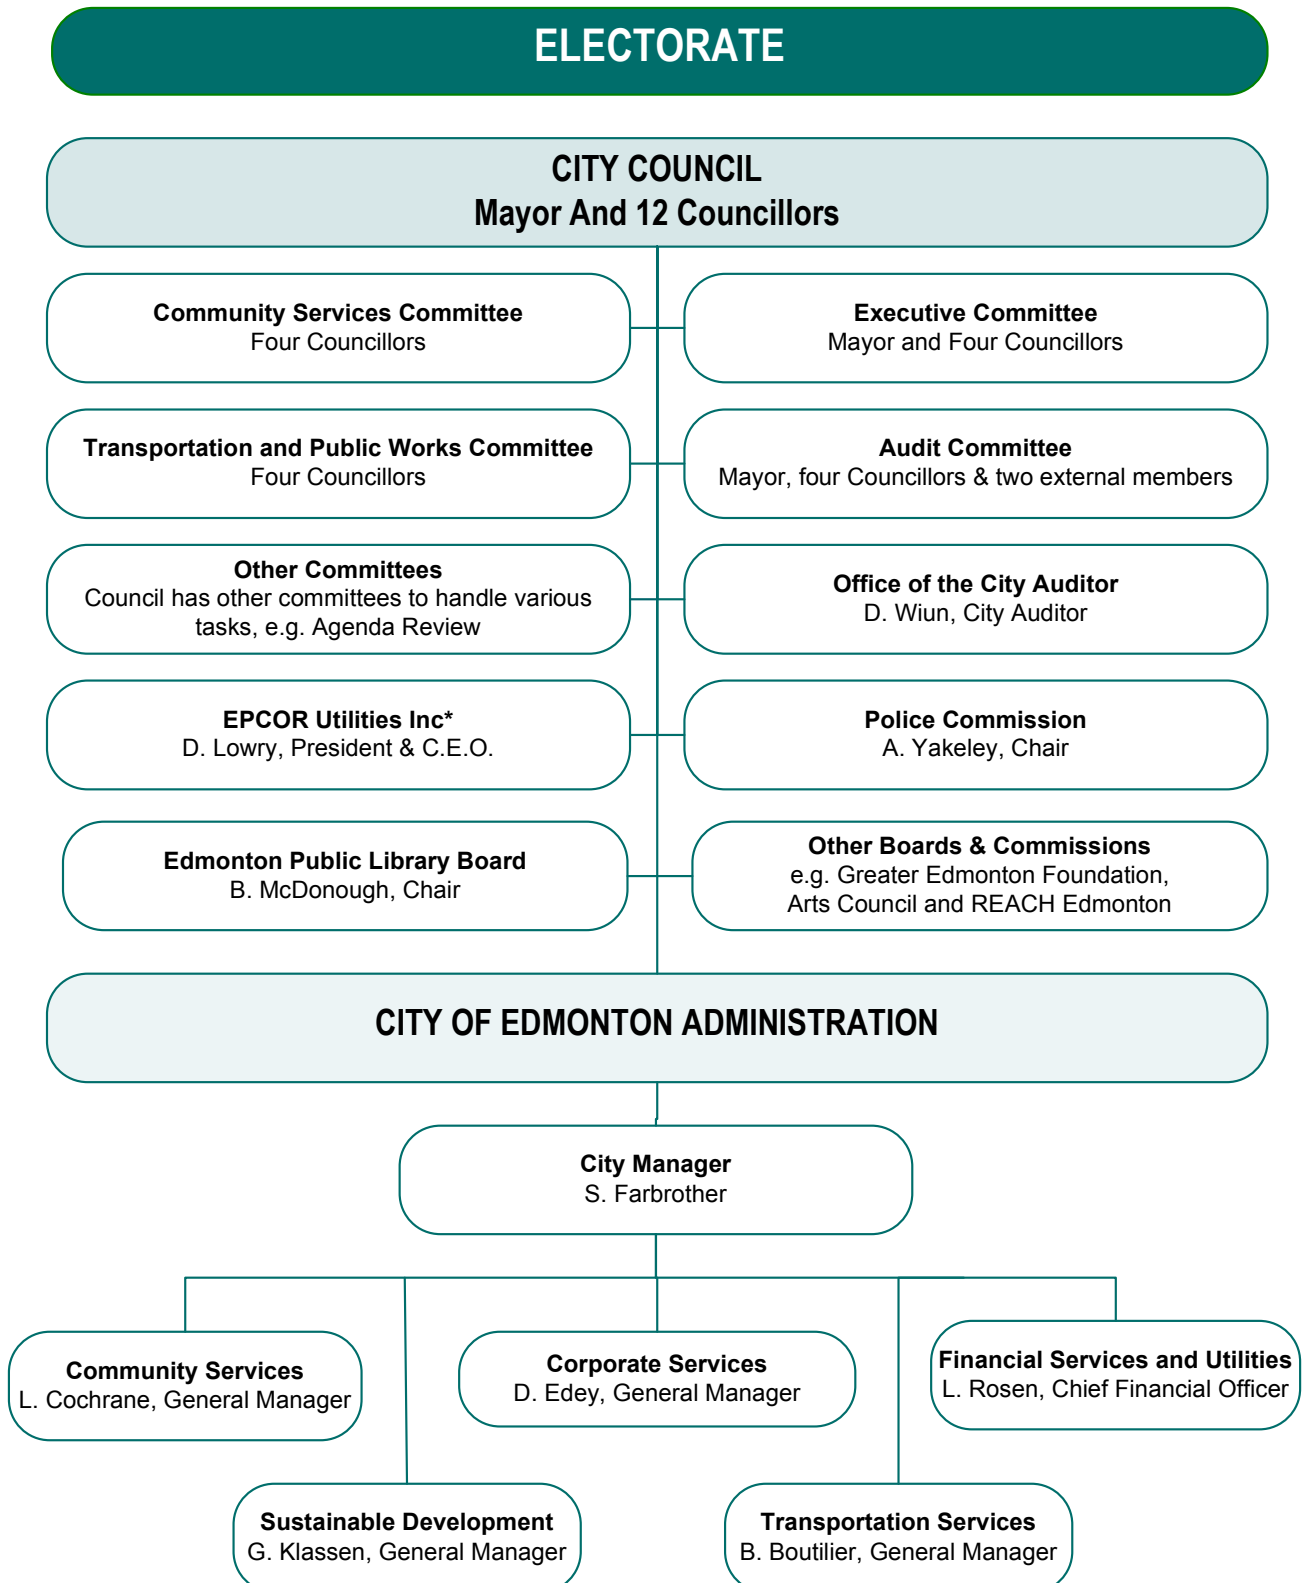 ELECTORATE
CITY COUNCIL
Mayor And 12 Councillors
Community Services Committee
Four Councillors
Executive Committee
Mayor and Four Councillors
Transportation and Public Works Committee
Four Councillors
Audit Committee
Mayor, four Councillors & two external members
Other Committees
Council has other committees to handle various
tasks, e.g. Agenda Review
Office of the City Auditor
D. Wiun, City Auditor
EPCOR Utilities Inc*
D. Lowry, President & C.E.O.
Police Commission
A. Yakeley, Chair
Edmonton Public Library Board
B. McDonough, Chair
Other Boards & Commissions
e.g. Greater Edmonton Foundation,
Arts Council and REACH Edmonton
CITY OF EDMONTON ADMINISTRATION
City Manager
S. Farbrother
Community Services
L. Cochrane, General Manager
Corporate Services
D. Edey, General Manager
Financial Services and Utilities
L. Rosen, Chief Financial Officer
Sustainable Development
G. Klassen, General Manager
Transportation Services
B. Boutilier, General Manager